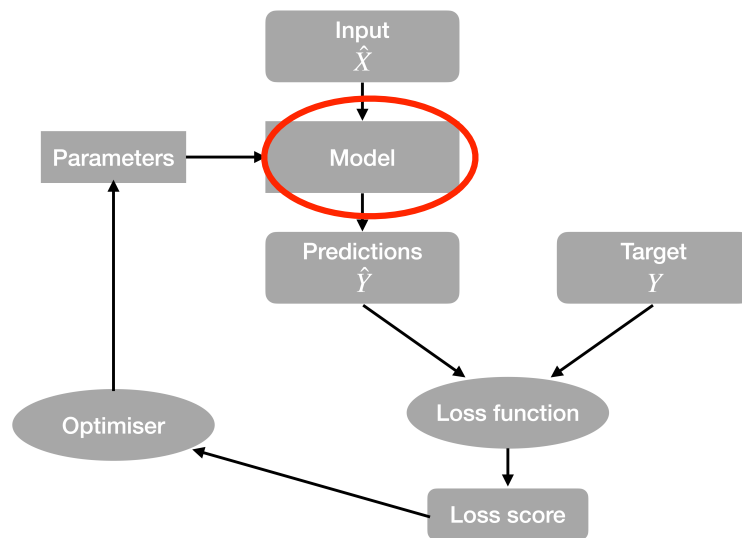 Input
X̂
Parameters
Model
Predictions
Ŷ
Target
Y
Optimiser
Loss function
Loss score